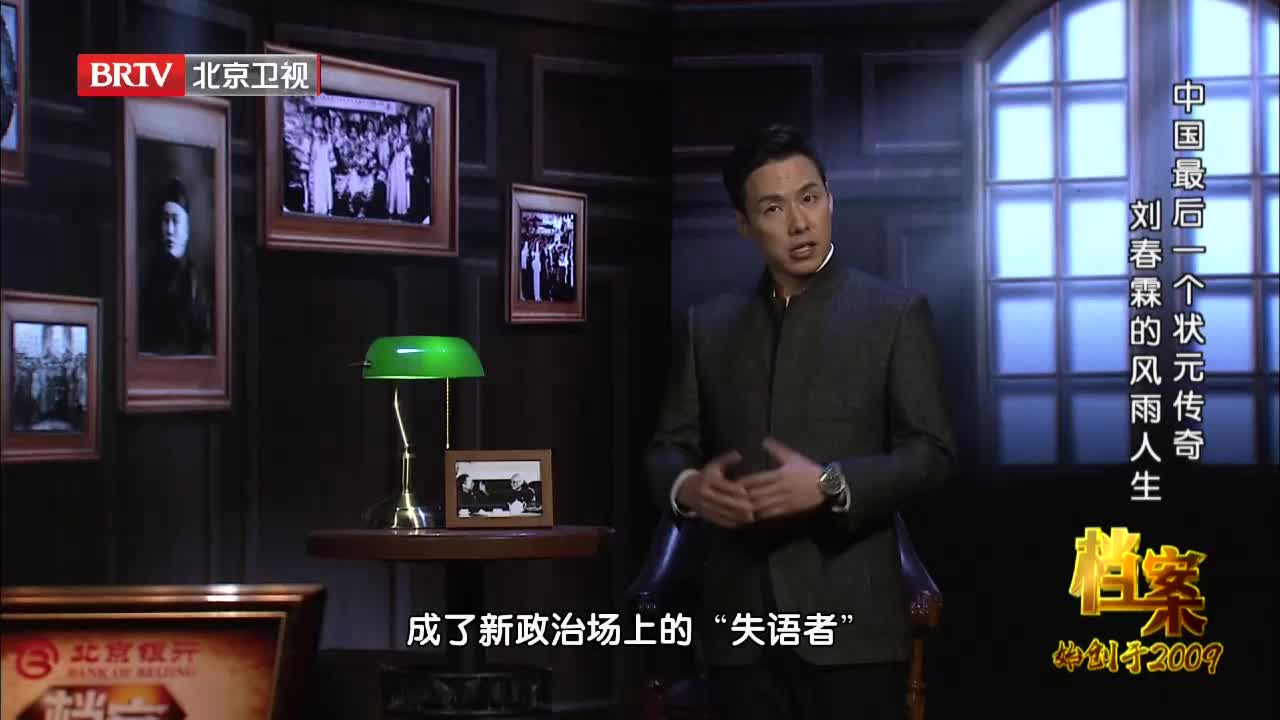 BRTV 北京卫视
中国最后一个状元传奇
刘春霖的风雨人生
档案
始创于2009
成了新政治场上的“失语者”
北京银行
BANK OF BEIJING
档案